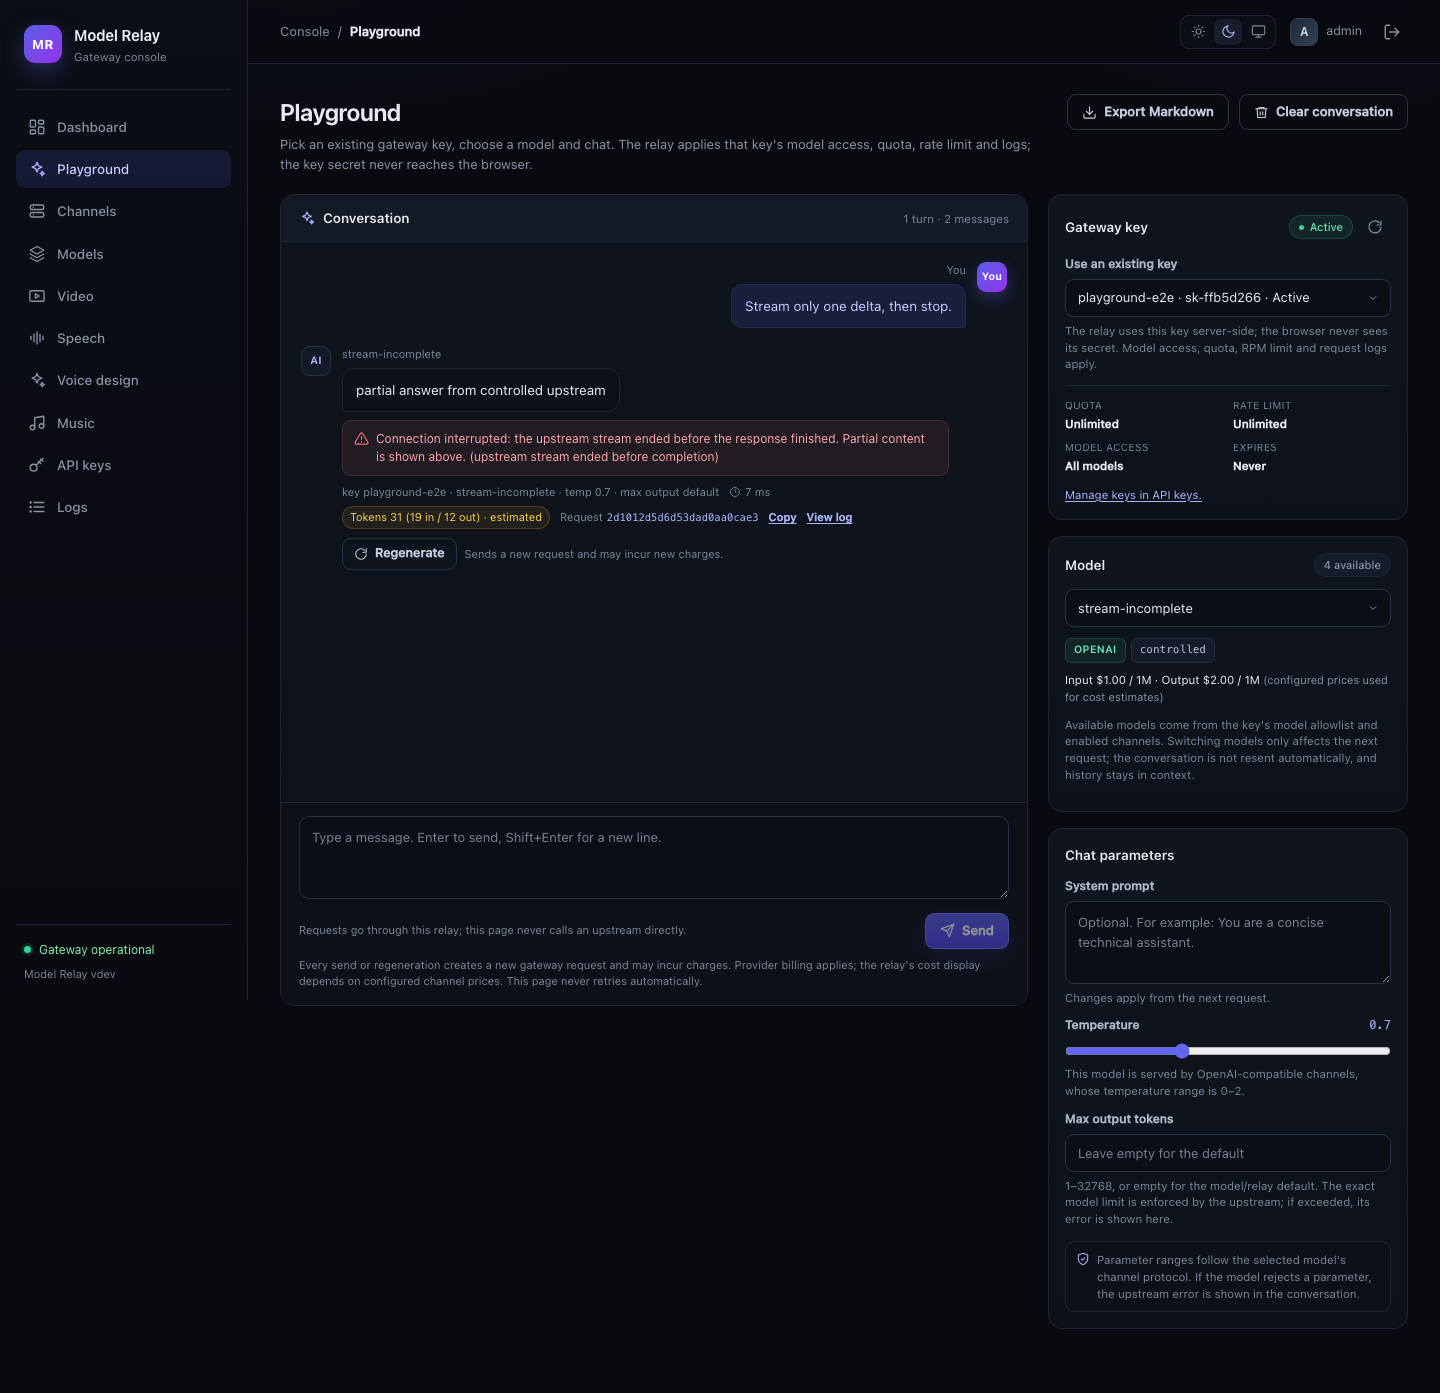 MR
Model Relay
Gateway console
Dashboard
Playground
Channels
Models
Video
Speech
Voice design
Music
API keys
Logs
Gateway operational
Model Relay vdev
Console / Playground
A
admin
Playground
Pick an existing gateway key, choose a model and chat. The relay applies that key's model access, quota, rate limit and logs;
the key secret never reaches the browser.
Export Markdown
Clear conversation
Conversation
1 turn · 2 messages
You
You
Stream only one delta, then stop.
AI
stream-incomplete
partial answer from controlled upstream
Connection interrupted: the upstream stream ended before the response finished. Partial content
is shown above. (upstream stream ended before completion)
key playground-e2e · stream-incomplete · temp 0.7 · max output default 7 ms
Tokens 31 (19 in / 12 out) · estimated
Request 2d1012d5d6d53dad0aa0cae3 Copy View log
Regenerate
Sends a new request and may incur new charges.
Type a message. Enter to send, Shift+Enter for a new line.
Requests go through this relay; this page never calls an upstream directly.
Send
Every send or regeneration creates a new gateway request and may incur charges. Provider billing applies; the relay's cost display
depends on configured channel prices. This page never retries automatically.
Gateway key
Active
Use an existing key
playground-e2e · sk-ffb5d266 · Active
The relay uses this key server-side; the browser never sees
its secret. Model access, quota, RPM limit and request logs
apply.
QUOTA
Unlimited
RATE LIMIT
Unlimited
MODEL ACCESS
All models
EXPIRES
Never
Manage keys in API keys.
Model
4 available
stream-incomplete
OPENAI
controlled
Input $1.00 / 1M · Output $2.00 / 1M (configured prices used
for cost estimates)
Available models come from the key's model allowlist and
enabled channels. Switching models only affects the next
request; the conversation is not resent automatically, and
history stays in context.
Chat parameters
System prompt
Optional. For example: You are a concise
technical assistant.
Changes apply from the next request.
Temperature
0.7
This model is served by OpenAI-compatible channels,
whose temperature range is 0–2.
Max output tokens
Leave empty for the default
1–32768, or empty for the model/relay default. The exact
model limit is enforced by the upstream; if exceeded, its
error is shown here.
Parameter ranges follow the selected model's
channel protocol. If the model rejects a parameter,
the upstream error is shown in the conversation.